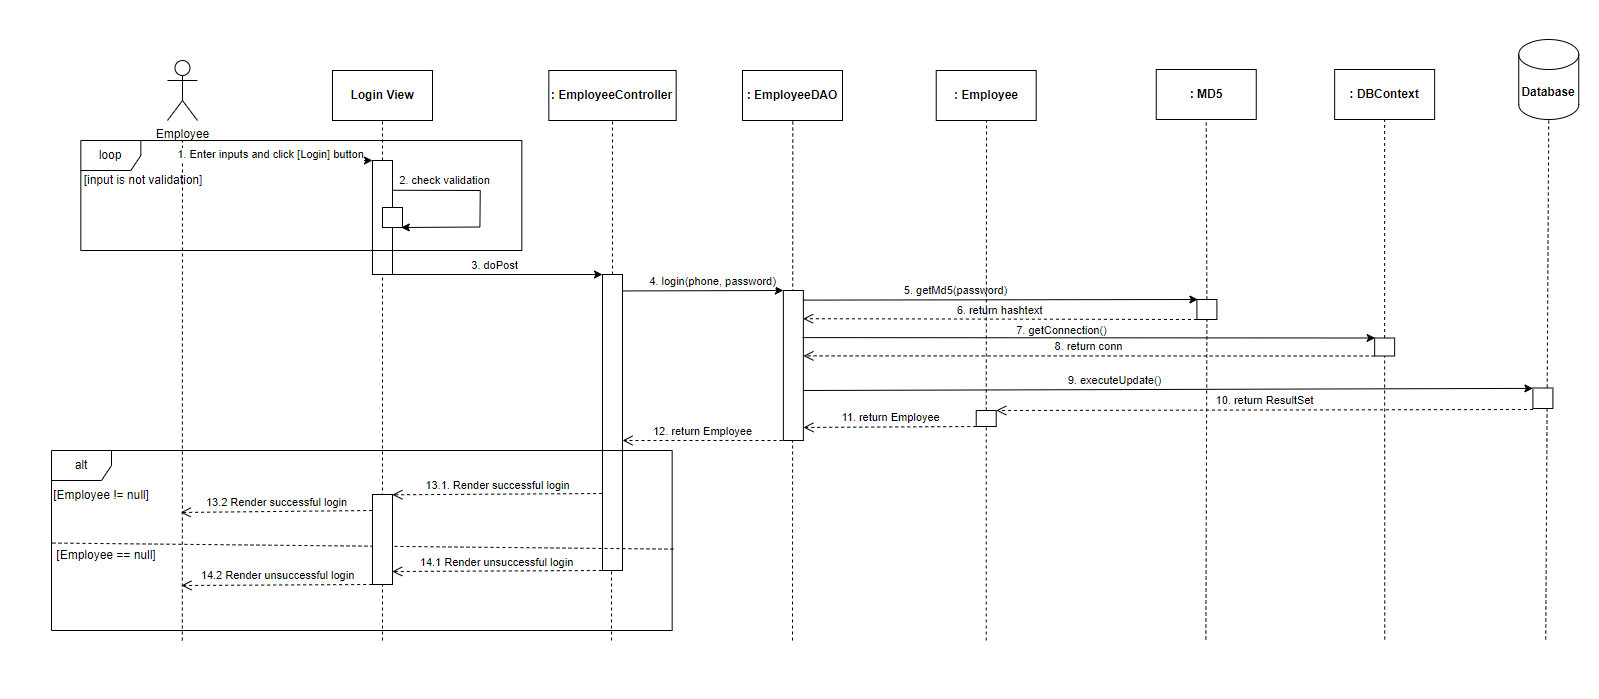 Employee
Login View
: EmployeeController
: EmployeeDAO
: Employee
: MD5
: DBContext
Database
loop
[input is not validation]
1. Enter inputs and click [Login] button
2. check validation
3. doPost
4. login(phone, password)
5. getMd5(password)
6. return hashtext
7. getConnection()
8. return conn
9. executeUpdate()
10. return ResultSet
11. return Employee
12. return Employee
alt
[Employee != null]
13.1. Render successful login
13.2 Render successful login
[Employee == null]
14.1 Render unsuccessful login
14.2 Render unsuccessful login